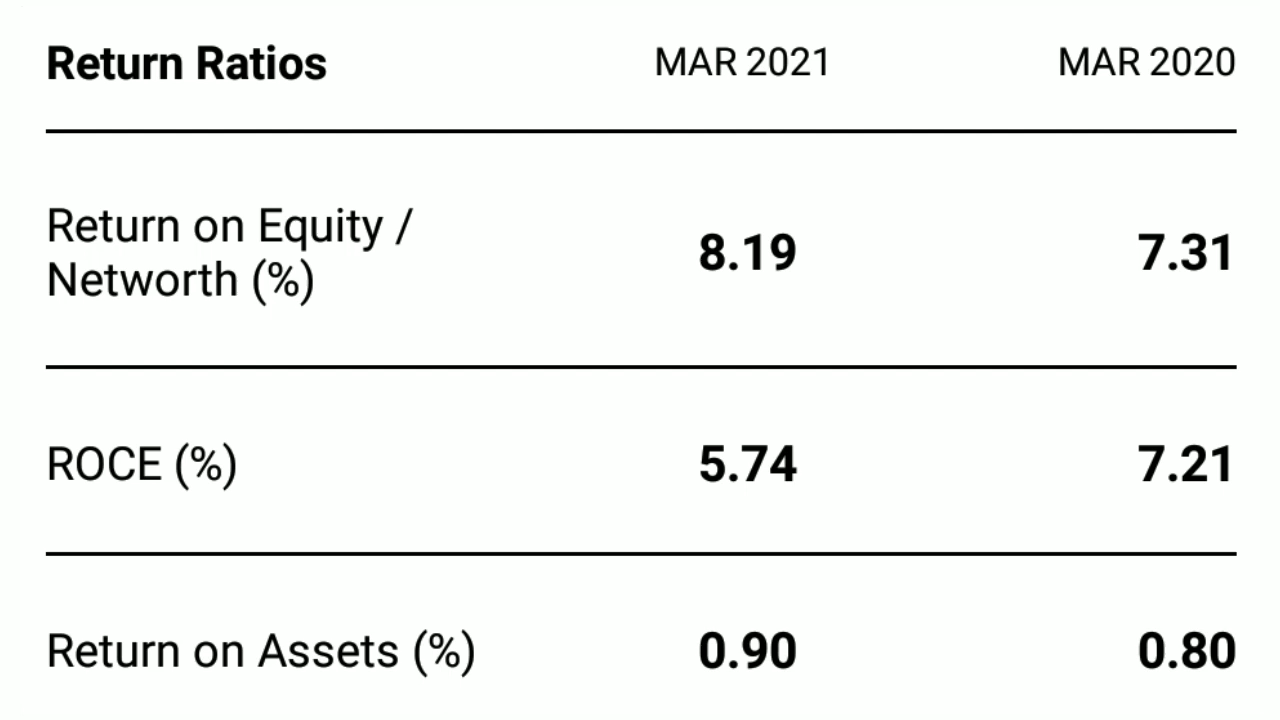 Return Ratios MAR 2021 MAR 2020
Return on Equity /
Networth (%) 8.19 7.31
ROCE (%) 5.74 7.21
Return on Assets (%) 0.90 0.80